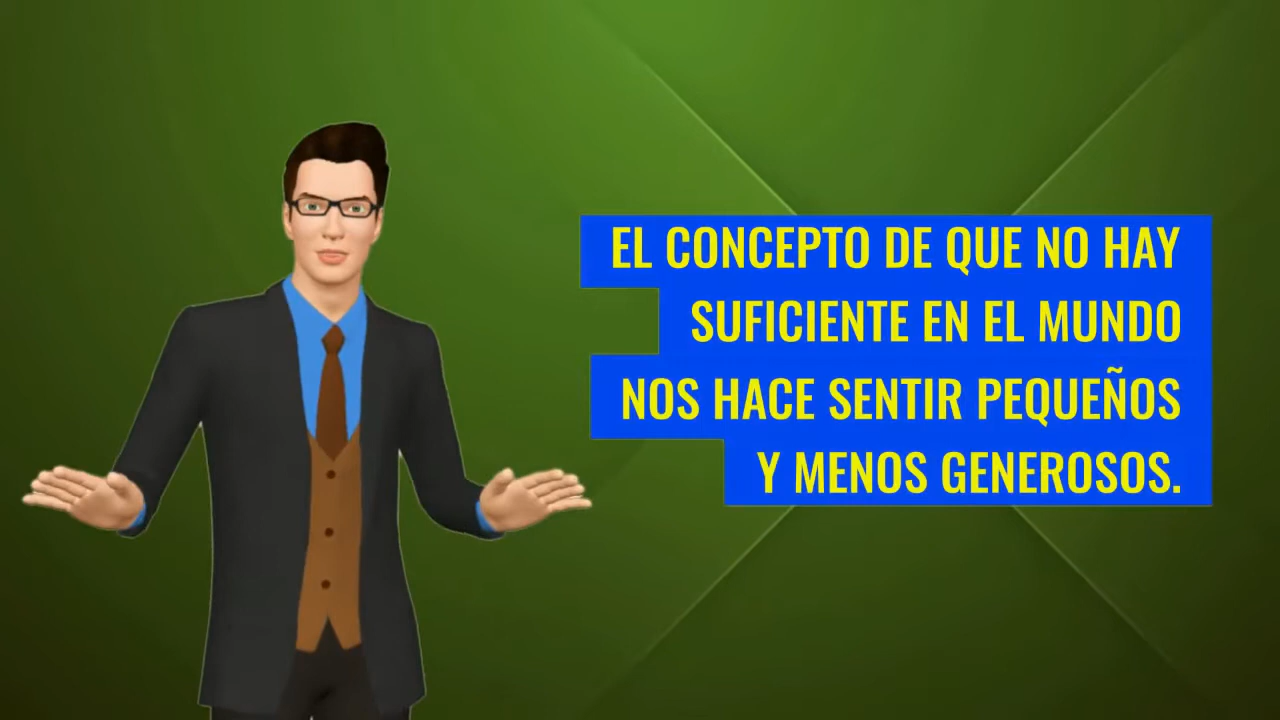 EL CONCEPTO DE QUE NO HAY
SUFICIENTE EN EL MUNDO
NOS HACE SENTIR PEQUEÑOS
Y MENOS GENEROSOS.